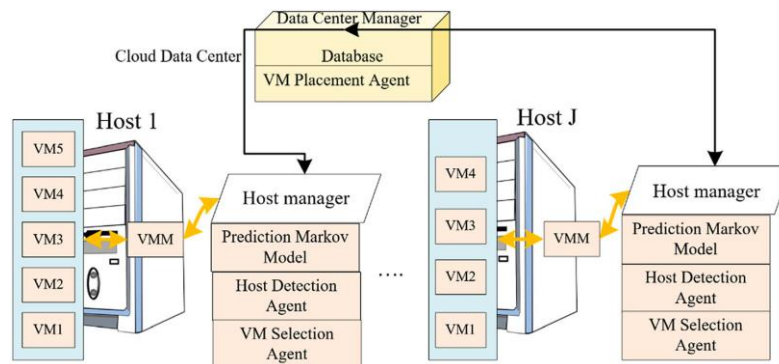 Data Center Manager
Cloud Data Center
Database
VM Placement Agent
Host 1
VM5
VM4
VM3
VM2
VM1
VMM
Host manager
Prediction Markov
Model
Host Detection
Agent
VM Selection
Agent
....
Host J
VM4
VM3
VM2
VM1
VMM
Host manager
Prediction Markov
Model
Host Detection
Agent
VM Selection
Agent